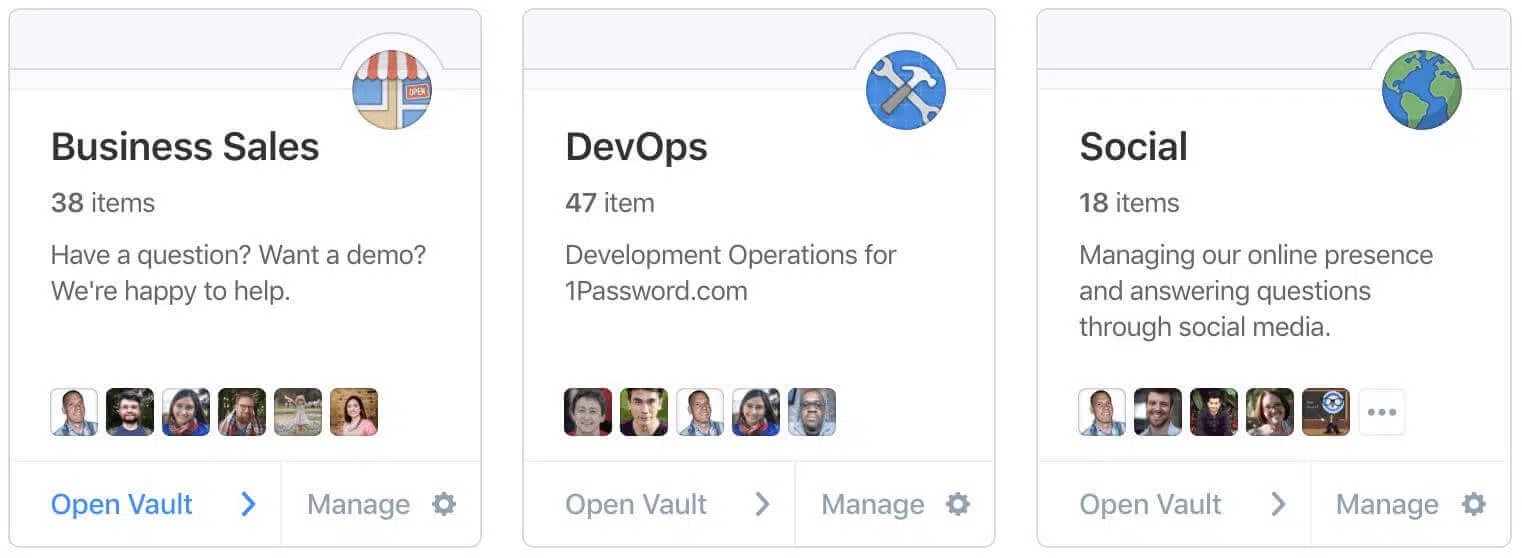 OPEN
Business Sales
38 items
Have a question? Want a demo?
We're happy to help.
Open Vault
Manage
DevOps
47 item
Development Operations for
1Password.com
Open Vault
Manage
Social
18 items
Managing our online presence
and answering questions
through social media.
Open Vault
Manage